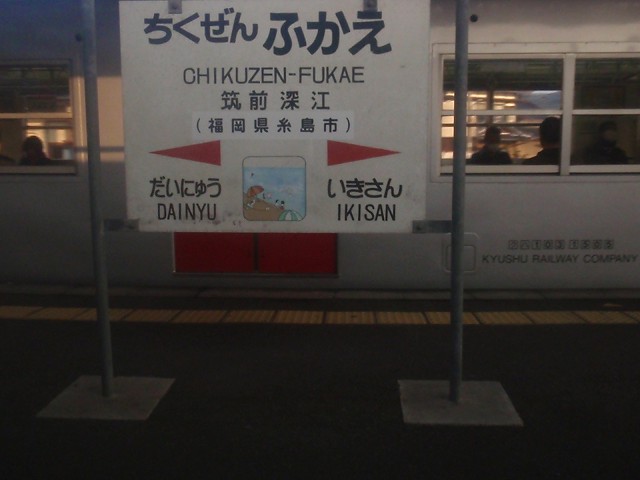 ちくぜんふかえ
CHIKUZEN-FUKAE
筑前深江
(福岡県糸島市)
だいにゅう いきさん
DAINYU IKISAN
KYUSHU RAILWAY COMPANY